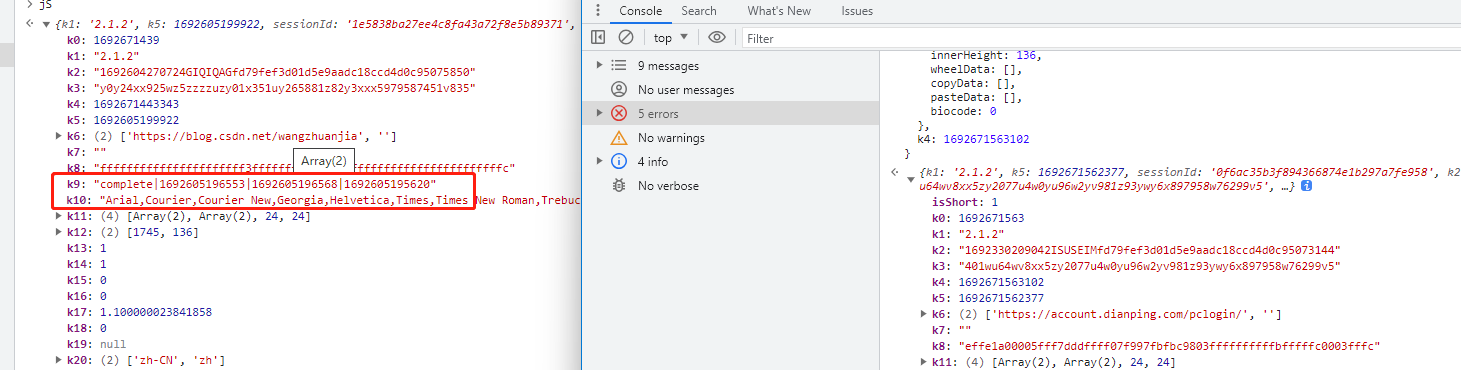 jS
{k1: '2.1.2', k5: 1692605199922, sessionId: '1e5838ba27ee4c8fa43a72f8e5b89371',
k0: 1692671439
k1: "2.1.2"
k2: "1692604270724GIQIQAGfd79fef3d01d5e9aadc18ccd4d0c95075850"
k3: "y0y24xx925wz5zzzzuzy01x351uy265881z82y3xxx5979587451v835"
k4: 1692671443343
k5: 1692605199922
k6: (2) ['https://blog.csdn.net/wangzhuanjia', '']
k7: ""
Array(2)
k9: "complete|1692605196553|1692605196568|1692605195620"
k10: "Arial,Courier,Courier New,Georgia,Helvetica,Times,Times New Roman,Trebuc
k11: (4) [Array(2), Array(2), 24, 24]
k12: (2) [1745, 136]
k13: 1
k14: 1
k15: 0
k16: 0
k17: 1.100000023841858
k18: 0
k19: null
k20: (2) ['zh-CN', 'zh']
Console Search What's New Issues
top Filter
9 messages
No user messages
5 errors
No warnings
4 info
No verbose
innerHeight: 136,
wheelData: [],
copyData: [],
pasteData: [],
biocode: 0
},
k4: 1692671563102
}
{k1: '2.1.2', k5: 1692671562377, sessionId: '0f6ac35b3f894366874e1b297a7fe958', k2
u64wv8xx5zy2077u4w0yu96w2yv981z93ywy6x897958w76299v5', …}
isShort: 1
k0: 1692671563
k1: "2.1.2"
k2: "1692330209042ISUSEIMfd79fef3d01d5e9aadc18ccd4d0c95073144"
k3: "401wu64wv8xx5zy2077u4w0yu96w2yv981z93ywy6x897958w76299v5"
k4: 1692671563102
k5: 1692671562377
k6: (2) ['https://account.dianping.com/pclogin/', '']
k7: ""
k8: "effe1a00005fff7dddffff07f997fbfbc9803ffffffffffbfffffc0003fffc"
k11: (4) [Array(2), Array(2), 24, 24]